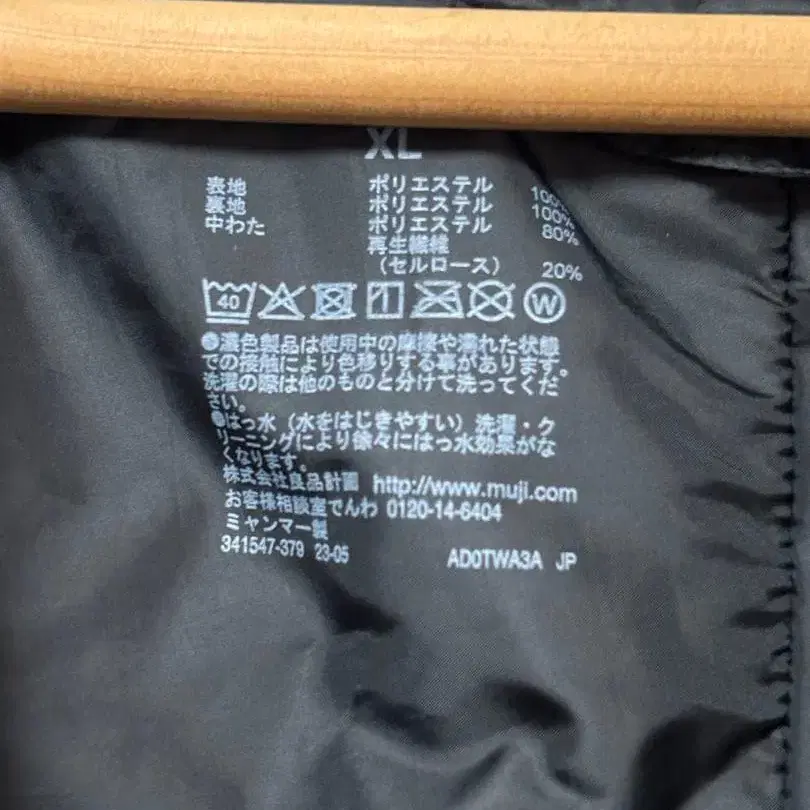 XL
表地 ポリエステル 100%
裏地 ポリエステル 100%
中わた ポリエステル 80%
再生繊維
(セルロース) 20%
40 W
●濃色製品は使用中の摩擦や濡れた状態
での接触により色移りする事があります。
洗濯の際は他のものと分けて洗ってくだ
さい。
●はっ水(水をはじきやすい)洗濯・ク
リーニングにより徐々にはっ水効果がな
くなります。
株式会社良品計画 http://www.muji.com
お客様相談室でんわ 0120-14-6404
ミャンマー製
341547-379 23-05 AD0TWA3A JP